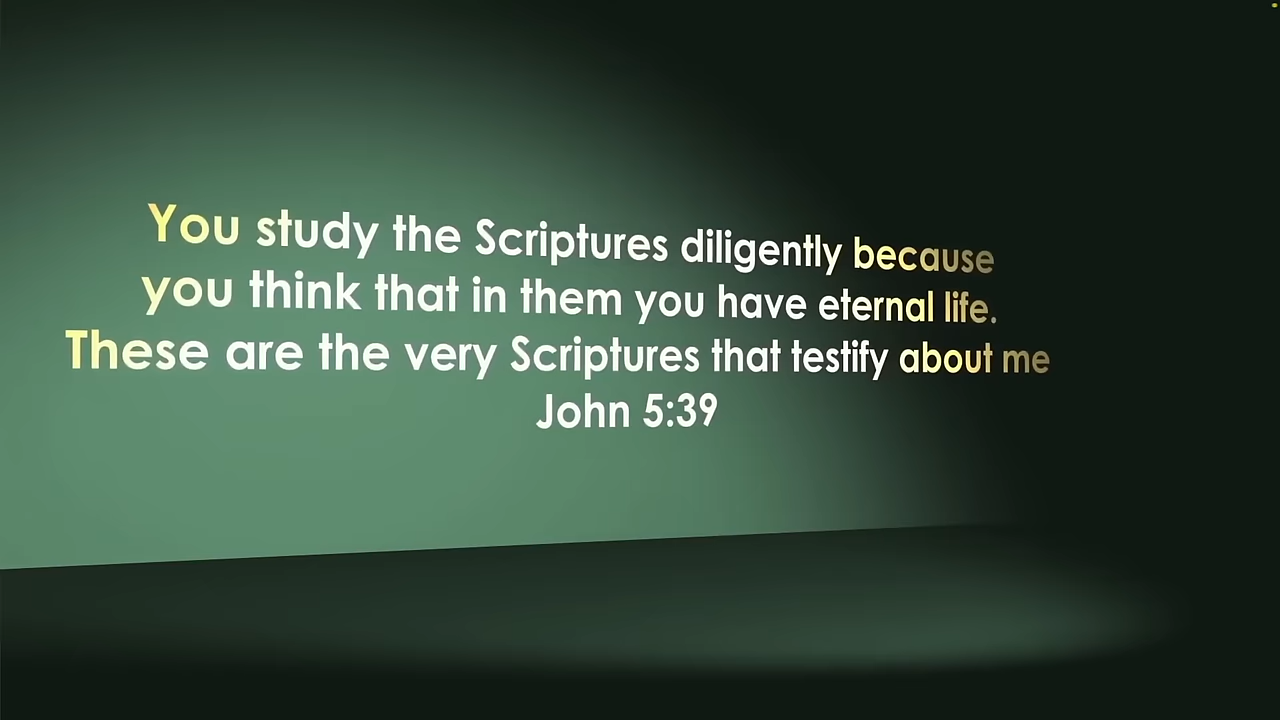 You study the Scriptures diligently because
you think that in them you have eternal life.
These are the very Scriptures that testify about me
John 5:39